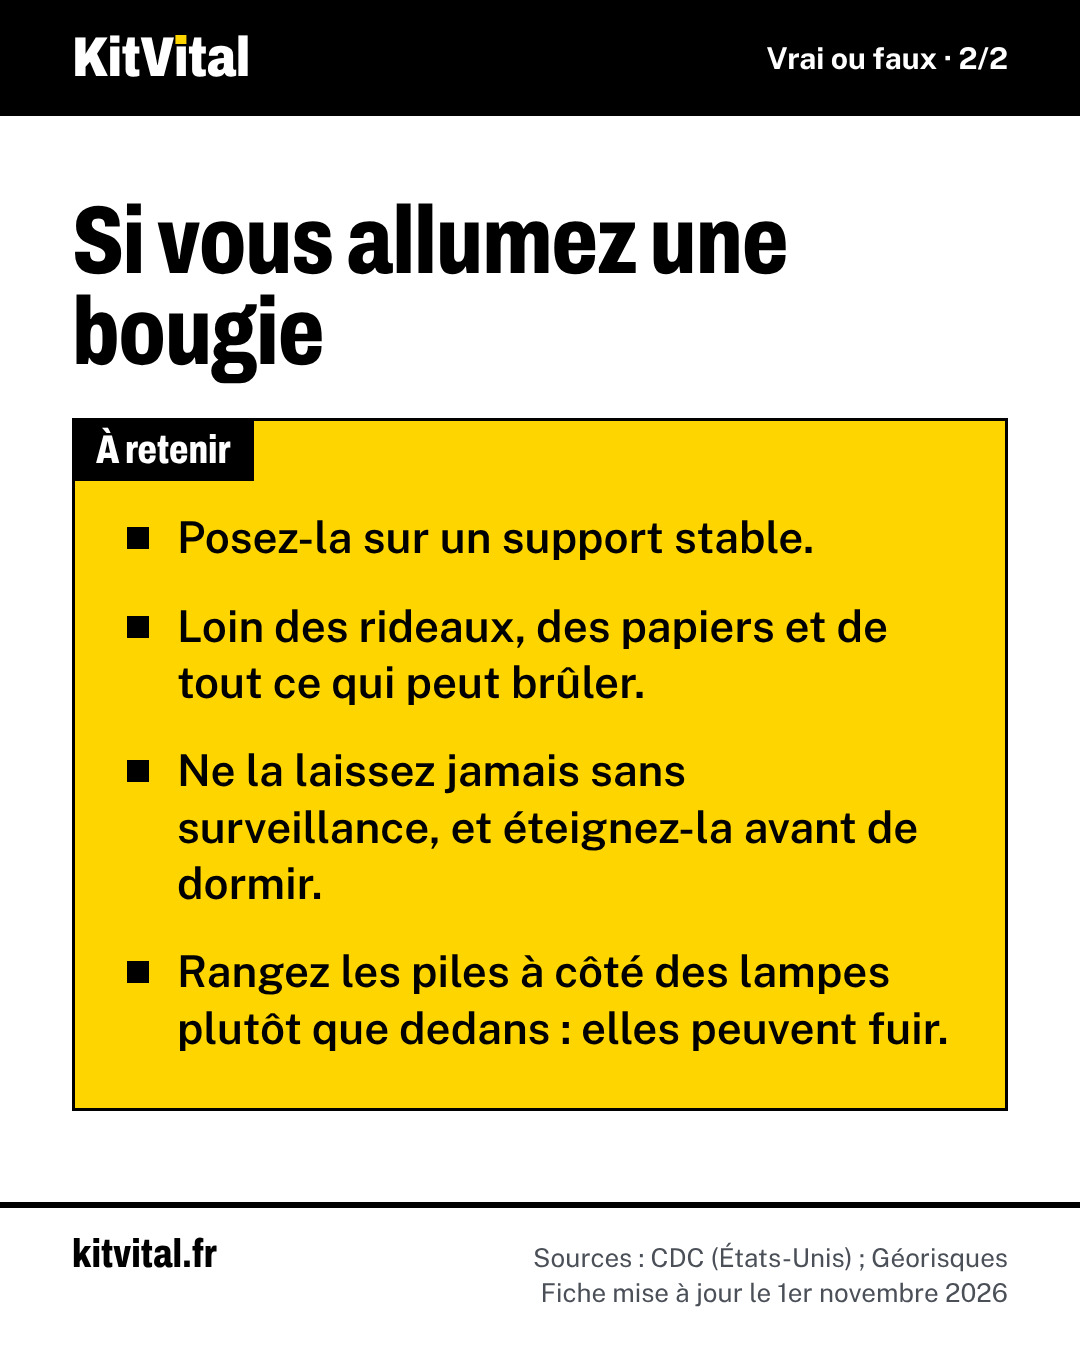 KitVital
Vrai ou faux · 2/2
Si vous allumez une
bougie
À retenir
Posez-la sur un support stable.
Loin des rideaux, des papiers et de
tout ce qui peut brûler.
Ne la laissez jamais sans
surveillance, et éteignez-la avant de
dormir.
Rangez les piles à côté des lampes
plutôt que dedans : elles peuvent fuir.
kitvital.fr
Sources : CDC (États-Unis) ; Géorisques
Fiche mise à jour le 1er novembre 2026